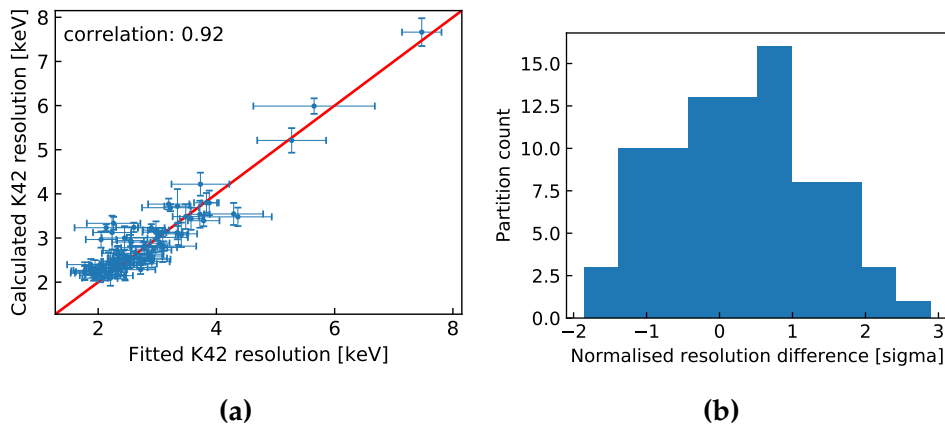 correlation: 0.92
Calculated K42 resolution [keV]
8
7
6
5
4
3
2
2 4 6 8
Fitted K42 resolution [keV]
(a)
Partition count
15.0
12.5
10.0
7.5
5.0
2.5
0.0
−2 −1 0 1 2 3
Normalised resolution difference [sigma]
(b)